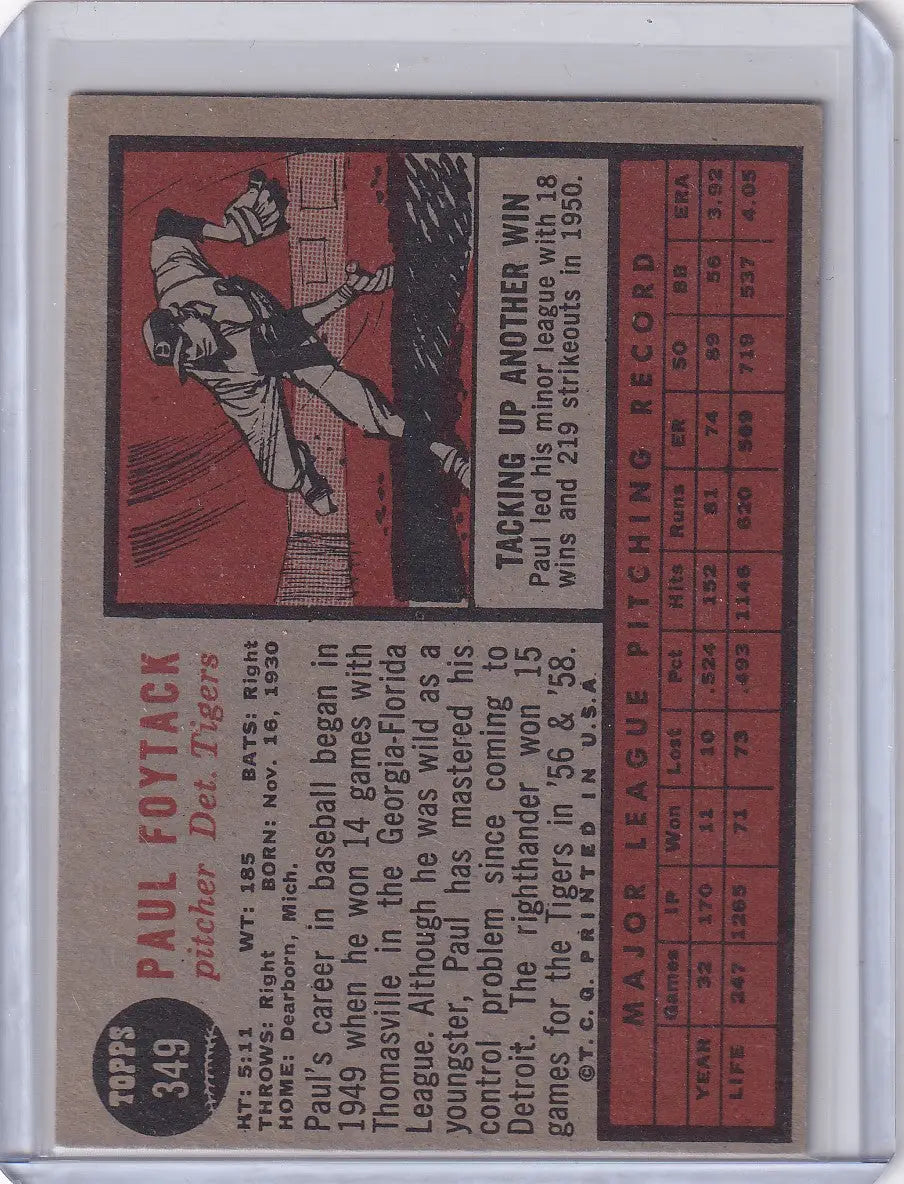 TOPPS
349
PAUL FOYTACK
pitcher Det. Tigers
HT: 5:11 WT: 185 BATS: Right
THROWS: Right BORN: Nov. 16, 1930
HOME: Dearborn, Mich.
Paul's career in baseball began in
1949 when he won 14 games with
Thomasville in the Georgia-Florida
League. Although he was wild as a
youngster, Paul has mastered his
control problem since coming to
Detroit. The righthander won 15
games for the Tigers in '56 & '58.
©T. C. G. PRINTED IN U.S.A.
TACKING UP ANOTHER WIN
Paul led his minor league with 18
wins and 219 strikeouts in 1950.
MAJOR LEAGUE PITCHING RECORD
Games IP Won Lost Pct Hits Runs ER SO BB ERA
YEAR 32 170 11 10 .524 152 81 74 89 56 3.92
LIFE 247 1265 71 73 .493 1146 620 569 719 537 4.05